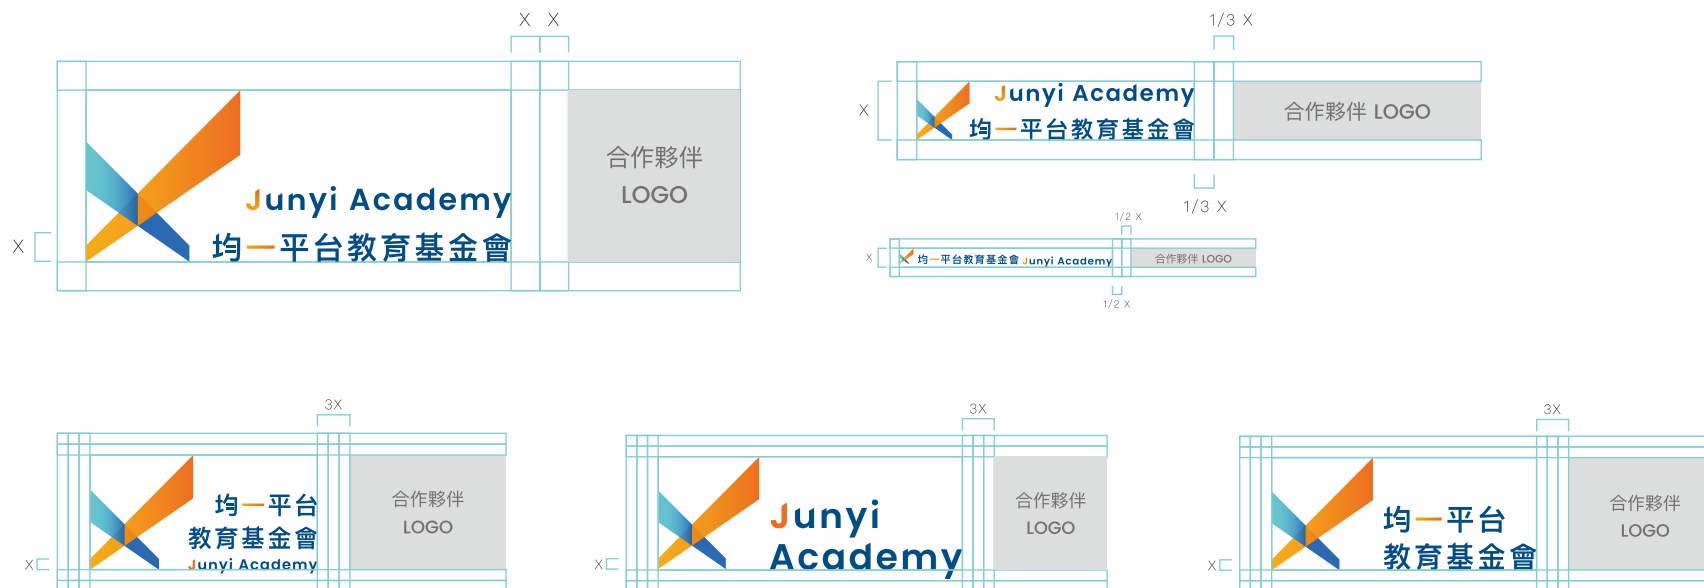 X X
X
Junyi Academy
均一平台教育基金會
合作夥伴
LOGO
1/3 X
X
Junyi Academy
均一平台教育基金會
合作夥伴 LOGO
1/3 X
1/2 X
X
均一平台教育基金會 Junyi Academy
合作夥伴 LOGO
1/2 X
3X
均一平台
教育基金會
Junyi Academy
X
合作夥伴
LOGO
3X
Junyi
Academy
X
合作夥伴
LOGO
3X
均一平台
教育基金會
X
合作夥伴
LOGO